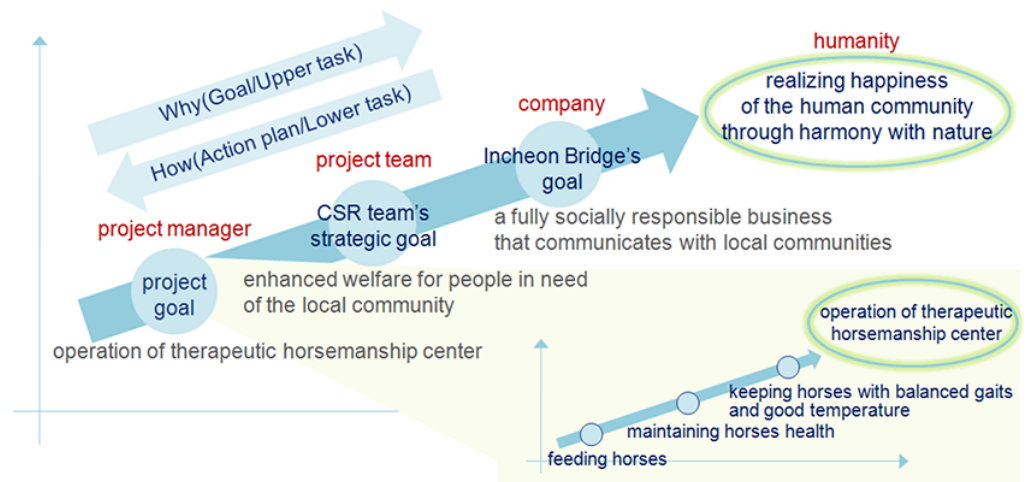 humanity
realizing happiness
of the human community
through harmony with nature
Why(Goal/Upper task)
How(Action plan/Lower task)
company
Incheon Bridge's
goal
a fully socially responsible business
that communicates with local communities
project team
CSR team's
strategic goal
enhanced welfare for people in need
of the local community
project manager
project
goal
operation of therapeutic horsemanship center
operation of therapeutic
horsemanship center
keeping horses with balanced gaits
and good temperature
maintaining horses health
feeding horses